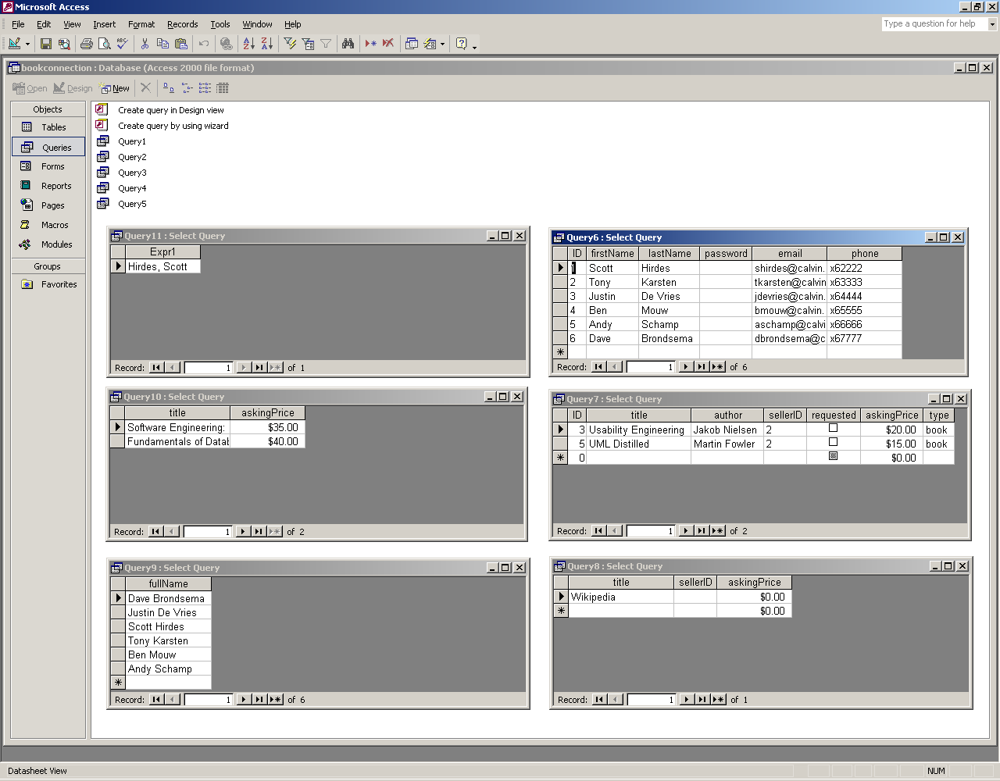 Microsoft Access
File Edit View Insert Format Records Tools Window Help
Type a question for help
bookconnection : Database (Access 2000 file format)
Open Design New
Objects
Tables
Queries
Forms
Reports
Pages
Macros
Modules
Groups
Favorites
Create query in Design view
Create query by using wizard
Query1
Query2
Query3
Query4
Query5
Query11 : Select Query
Expr1
Hirdes, Scott
Record: 1 of 1
Query6 : Select Query
ID firstName lastName password email phone
1 Scott Hirdes shirdes@calvin. x62222
2 Tony Karsten tkarsten@calvin x63333
3 Justin De Vries jdevries@calvin. x64444
4 Ben Mouw bmouw@calvin. x65555
5 Andy Schamp aschamp@calvi x66666
6 Dave Brondsema dbrondsema@c x67777
Record: 1 of 6
Query10 : Select Query
title askingPrice
Software Engineering: $35.00
Fundamentals of Datab $40.00
Record: 1 of 2
Query7 : Select Query
ID title author sellerID requested askingPrice type
3 Usability Engineering Jakob Nielsen 2 $20.00 book
5 UML Distilled Martin Fowler 2 $15.00 book
0 $0.00
Record: 1 of 2
Query9 : Select Query
fullName
Dave Brondsema
Justin De Vries
Scott Hirdes
Tony Karsten
Ben Mouw
Andy Schamp
Record: 1 of 6
Query8 : Select Query
title sellerID askingPrice
Wikipedia $0.00
$0.00
Record: 1 of 1
Datasheet View
NUM